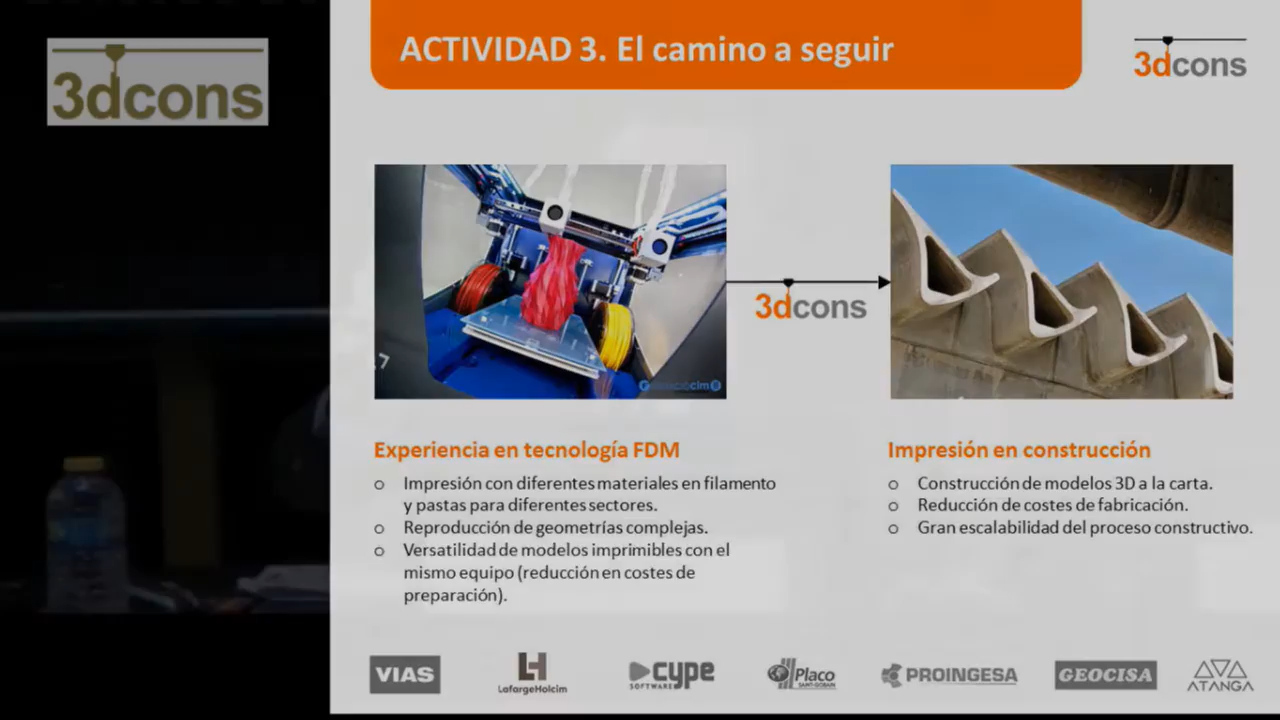 3dcons
ACTIVIDAD 3. El camino a seguir
3dcons
3dcons
Experiencia en tecnología FDM
Impresión con diferentes materiales en filamento
y pastas para diferentes sectores.
Reproducción de geometrías complejas.
Versatilidad de modelos imprimibles con el
mismo equipo (reducción en costes de
preparación).
Impresión en construcción
Construcción de modelos 3D a la carta.
Reducción de costes de fabricación.
Gran escalabilidad del proceso constructivo.
VIAS
LafargeHolcim
cype
SOFTWARE
Placo
SAINT-GOBAIN
PROINGESA
GEOCISA
ATANGA